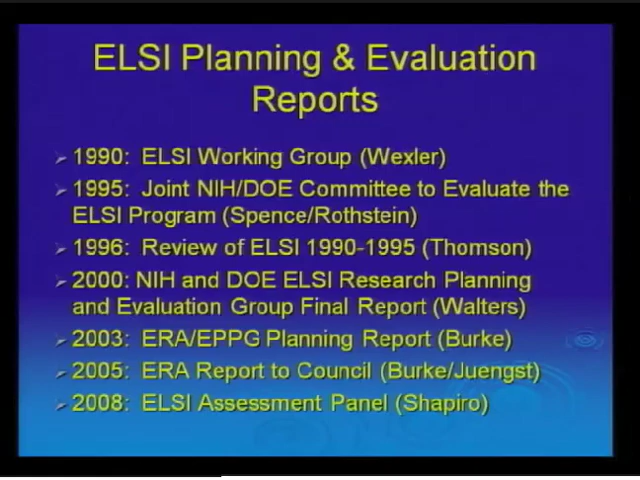 ELSI Planning & Evaluation
Reports
1990: ELSI Working Group (Wexler)
1995: Joint NIH/DOE Committee to Evaluate the
ELSI Program (Spence/Rothstein)
1996: Review of ELSI 1990-1995 (Thomson)
2000: NIH and DOE ELSI Research Planning
and Evaluation Group Final Report (Walters)
2003: ERA/EPPG Planning Report (Burke)
2005: ERA Report to Council (Burke/Juengst)
2008: ELSI Assessment Panel (Shapiro)